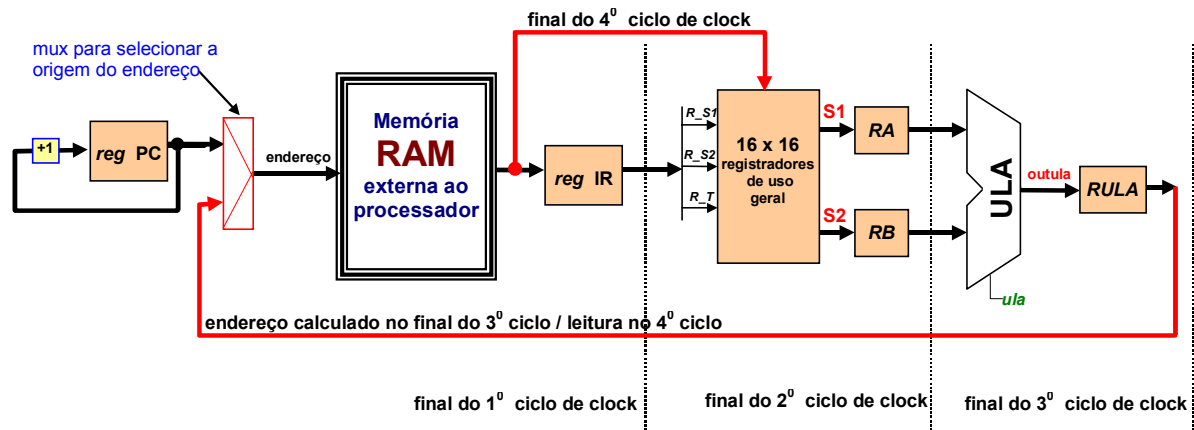 final do 4⁰ ciclo de clock
mux para selecionar a
origem do endereço
+1
reg PC
endereço
Memória
RAM
externa ao
processador
reg IR
R_S1
R_S2
R_T
16 x 16
registradores
de uso
geral
S1
S2
RA
RB
ULA
ula
outula
RULA
endereço calculado no final do 3⁰ ciclo / leitura no 4⁰ ciclo
final do 1⁰ ciclo de clock
final do 2⁰ ciclo de clock
final do 3⁰ ciclo de clock